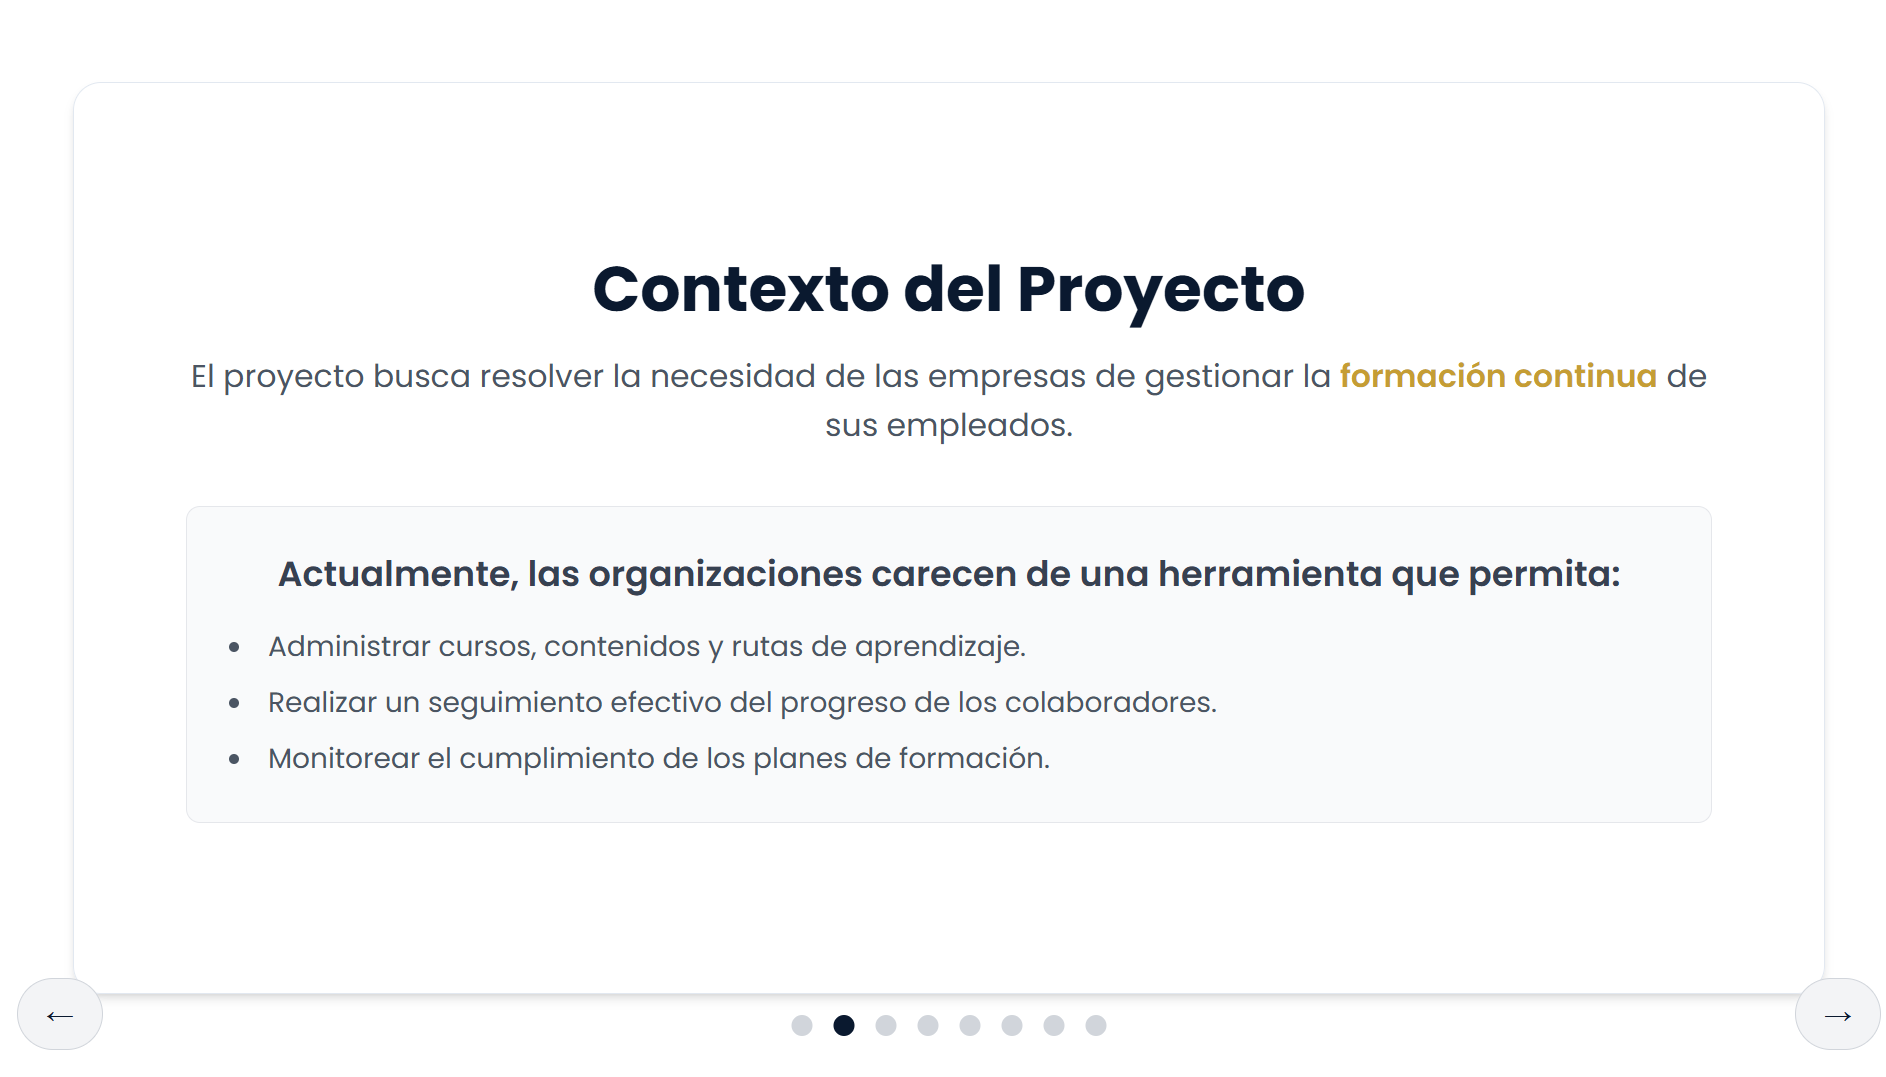 Contexto del Proyecto
El proyecto busca resolver la necesidad de las empresas de gestionar la formación continua de
sus empleados.
Actualmente, las organizaciones carecen de una herramienta que permita:
• Administrar cursos, contenidos y rutas de aprendizaje.
• Realizar un seguimiento efectivo del progreso de los colaboradores.
• Monitorear el cumplimiento de los planes de formación.
← →